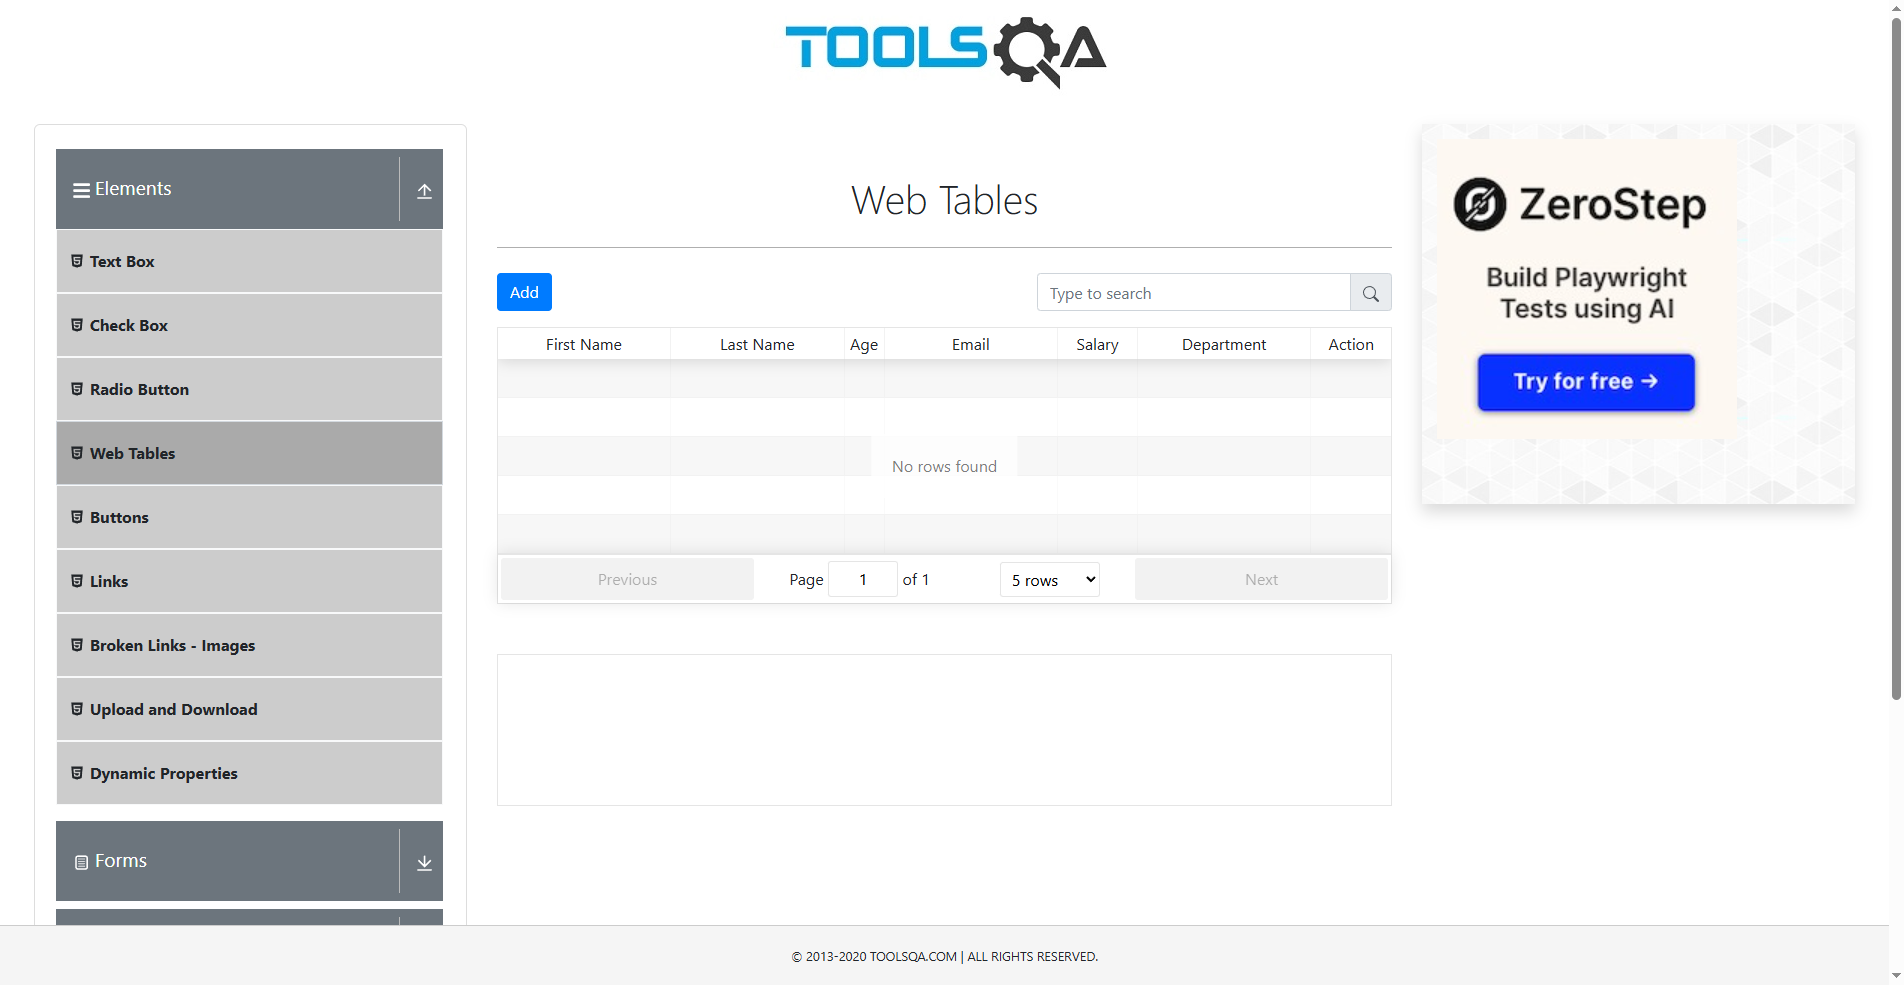 TOOLSQA
Elements
Text Box
Check Box
Radio Button
Web Tables
Buttons
Links
Broken Links - Images
Upload and Download
Dynamic Properties
Forms
Web Tables
Add
Type to search
First Name Last Name Age Email Salary Department Action
No rows found
Previous Page 1 of 1 5 rows Next
ZeroStep
Build Playwright
Tests using AI
Try for free →
© 2013-2020 TOOLSQA.COM | ALL RIGHTS RESERVED.